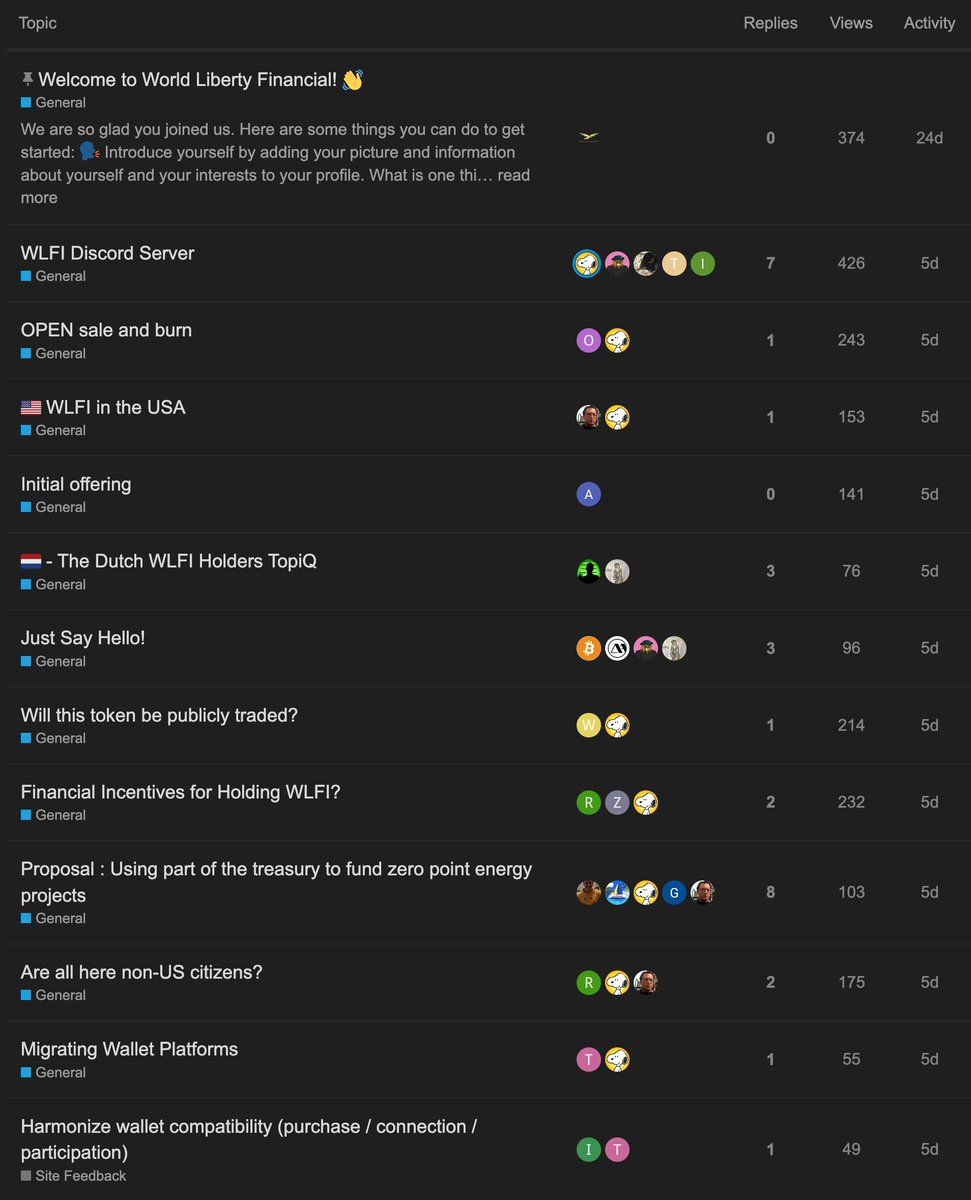 Topic Replies Views Activity
Welcome to World Liberty Financial! 👋
General
We are so glad you joined us. Here are some things you can do to get
started: 🗣 Introduce yourself by adding your picture and information
about yourself and your interests to your profile. What is one thi… read
more
0 374 24d
WLFI Discord Server
General
T I
7 426 5d
OPEN sale and burn
General
O
1 243 5d
🇺🇸 WLFI in the USA
General
1 153 5d
Initial offering
General
A
0 141 5d
🇳🇱 - The Dutch WLFI Holders TopiQ
General
3 76 5d
Just Say Hello!
General
3 96 5d
Will this token be publicly traded?
General
W
1 214 5d
Financial Incentives for Holding WLFI?
General
R Z
2 232 5d
Proposal : Using part of the treasury to fund zero point energy
projects
General
G
8 103 5d
Are all here non-US citizens?
General
R
2 175 5d
Migrating Wallet Platforms
General
T
1 55 5d
Harmonize wallet compatibility (purchase / connection /
participation)
Site Feedback
I T
1 49 5d